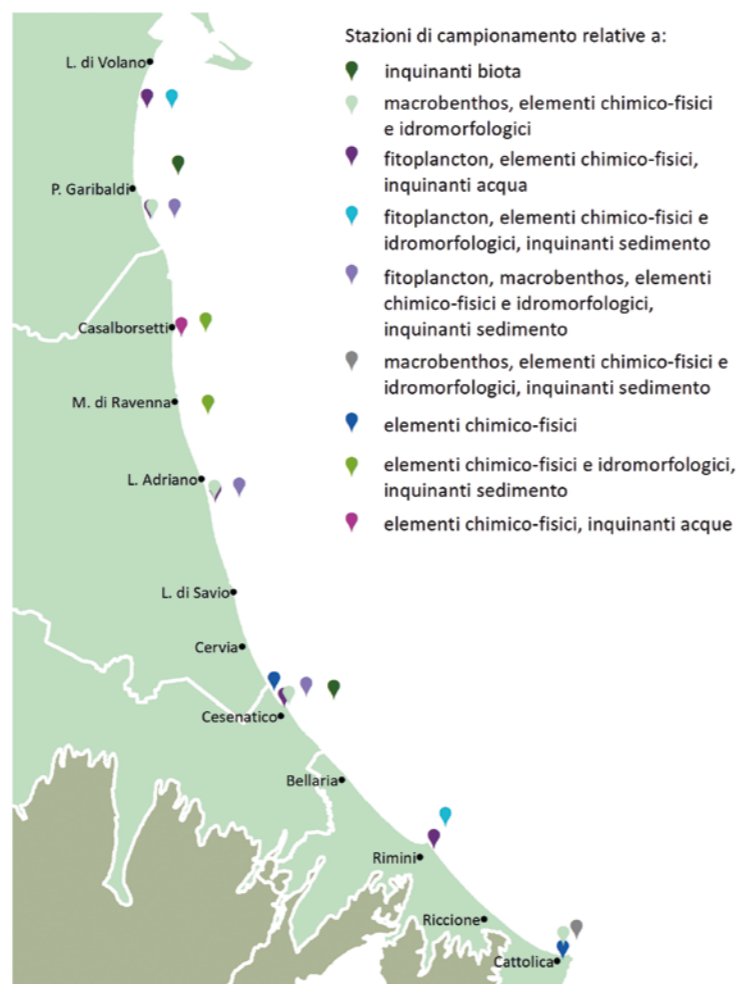 Stazioni di campionamento relative a:
inquinanti biota
macrobenthos, elementi chimico-fisici
e idromorfologici
fitoplancton, elementi chimico-fisici,
inquinanti acqua
fitoplancton, elementi chimico-fisici e
idromorfologici, inquinanti sedimento
fitoplancton, macrobenthos, elementi
chimico-fisici e idromorfologici,
inquinanti sedimento
macrobenthos, elementi chimico-fisici e
idromorfologici, inquinanti sedimento
elementi chimico-fisici
elementi chimico-fisici e idromorfologici,
inquinanti sedimento
elementi chimico-fisici, inquinanti acque
L. di Volano
P. Garibaldi
Casalborsetti
M. di Ravenna
L. Adriano
L. di Savio
Cervia
Cesenatico
Bellaria
Rimini
Riccione
Cattolica